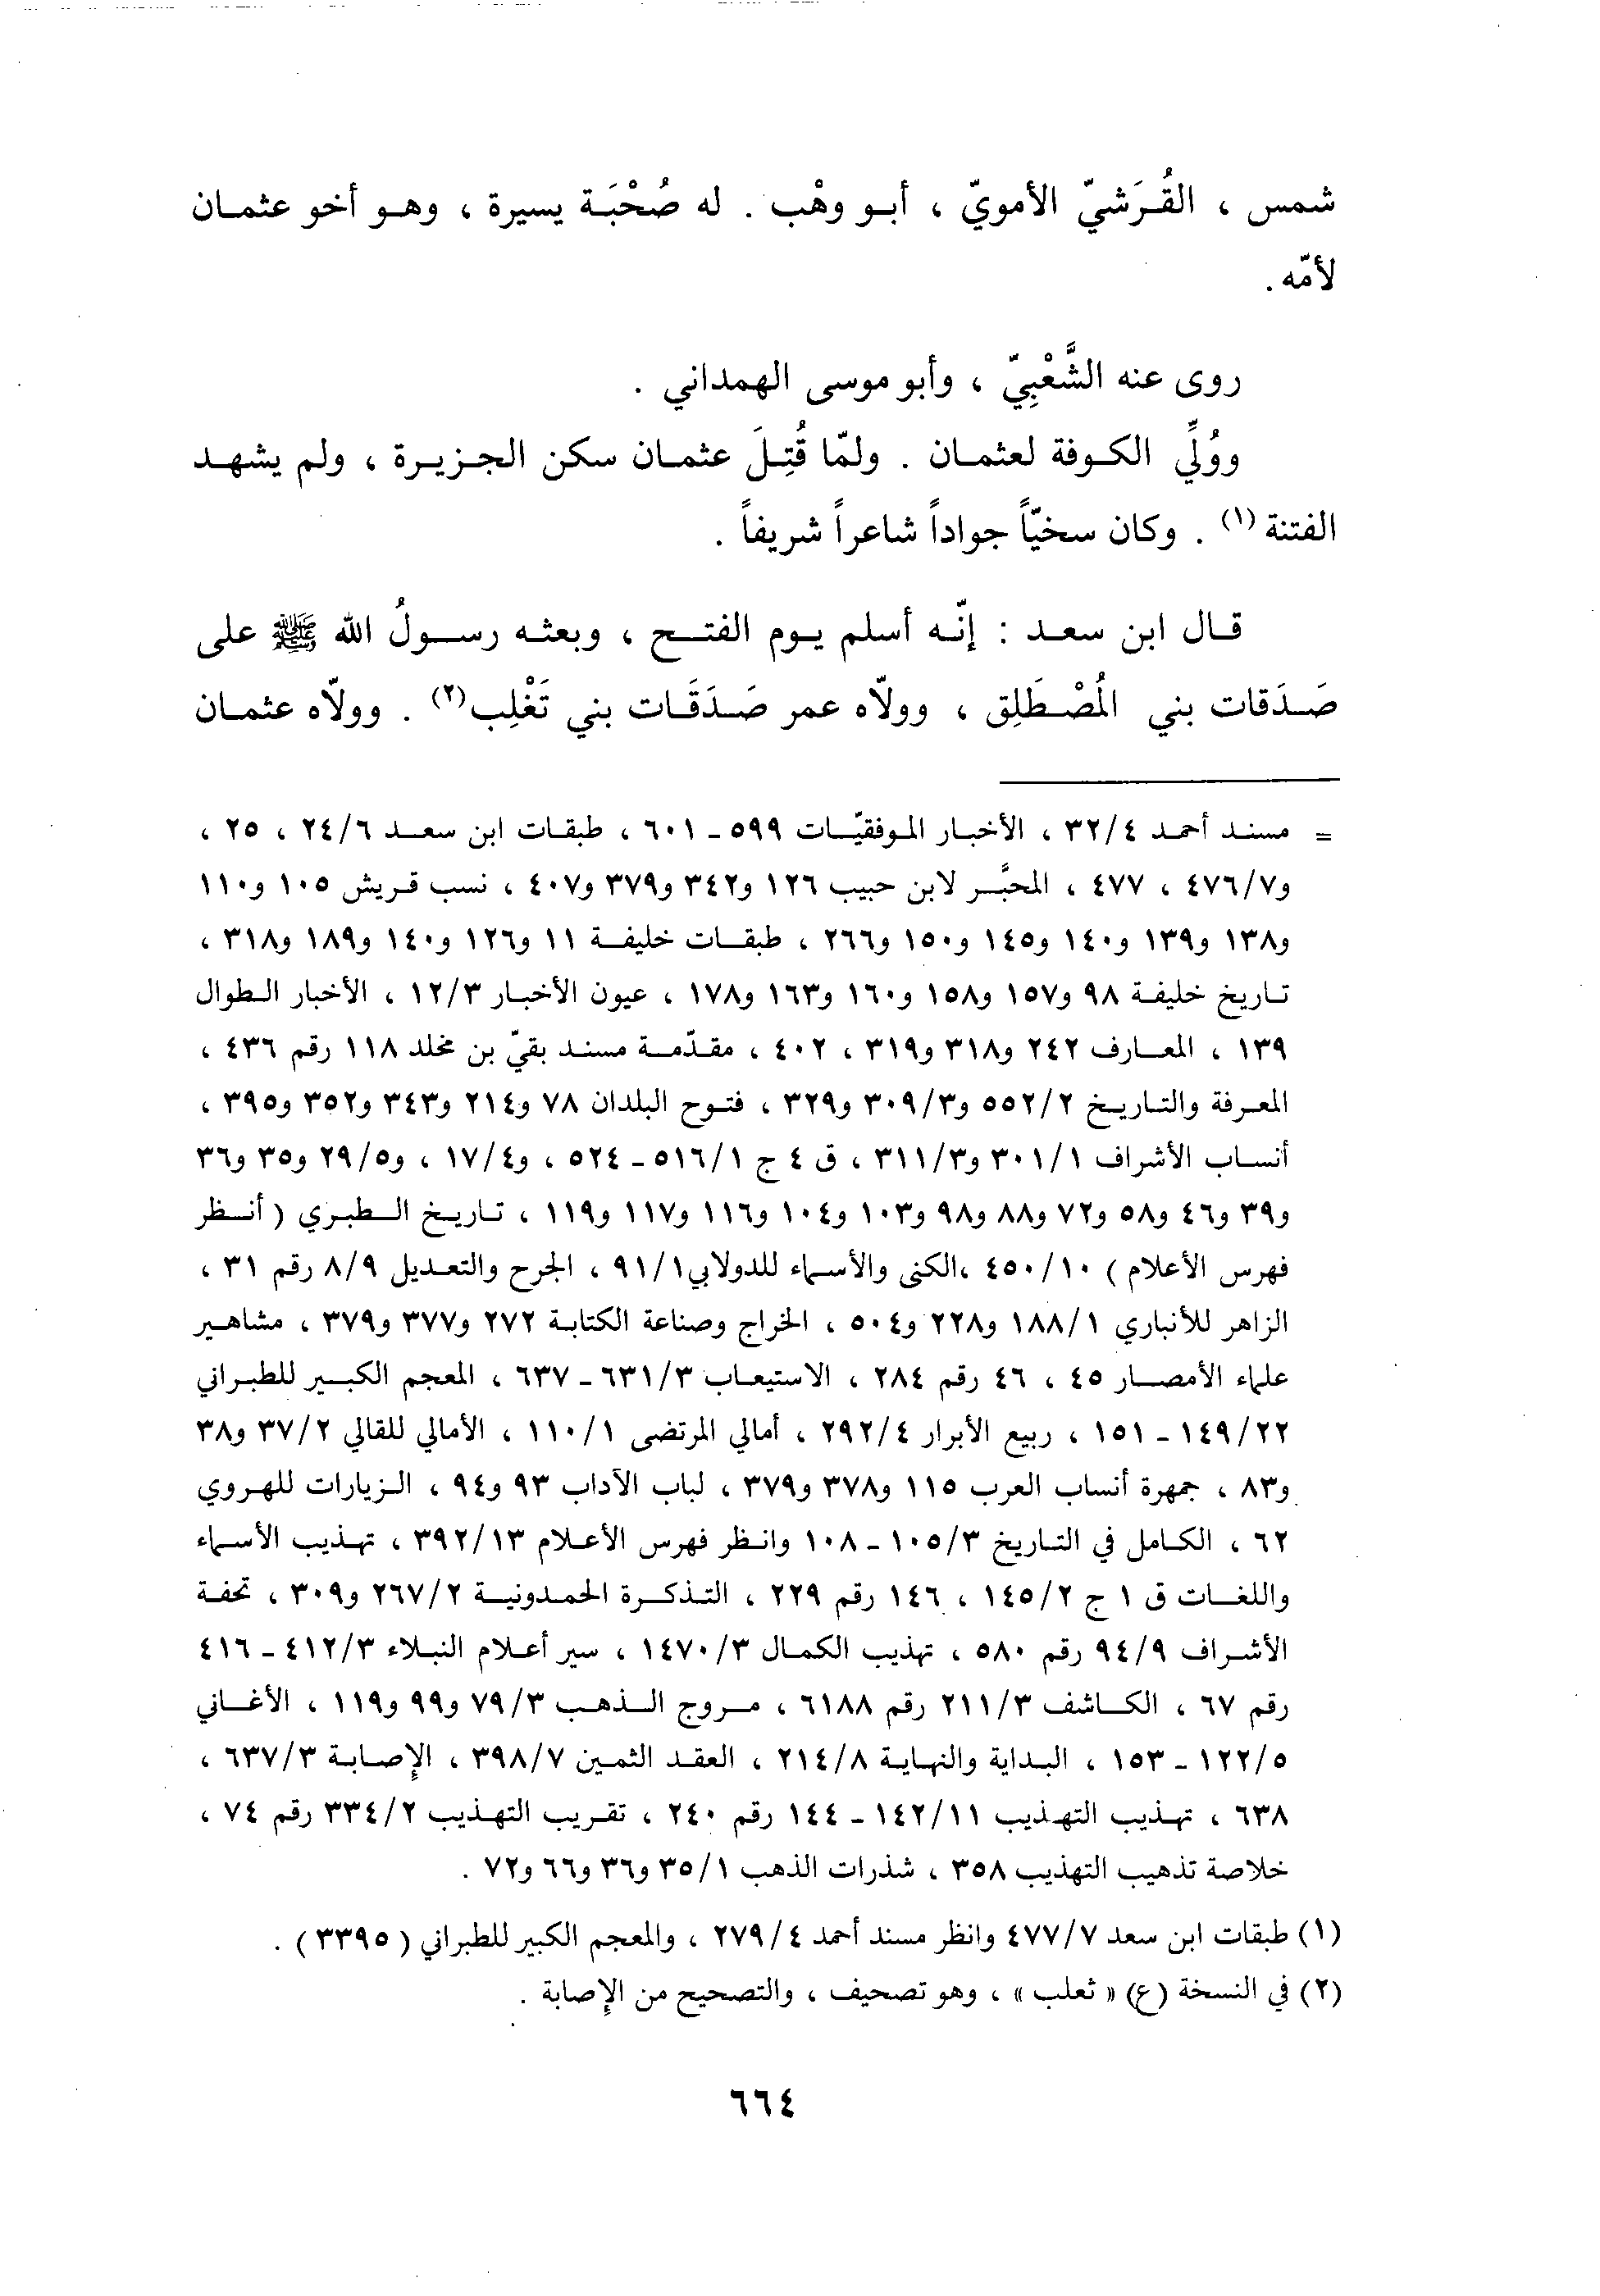 شمس ، القُرَشيّ الأمويّ ، أبو وهْب . له صُحْبَة يسيرة ، وهو أخو عثمان
لأمّه .
روى عنه الشَّعْبِيّ ، وأبو موسى الهمداني .
ووُلِّي الكوفة لعثمان . ولمّا قُتِلَ عثمان سكن الجزيرة ، ولم يشهد
الفتنة (١) . وكان سخيّاً جواداً شاعراً شريفاً .
قال ابن سعد : إنّه أسلم يوم الفتح ، وبعثه رسولُ الله ﷺ على
صَدَقات بني المُصْطَلِق ، وولّاه عمر صَدَقَات بني تَغْلِب (٢) . وولّاه عثمان
= مسند أحمد ٣٢/٤ ، الأخبار الموفقيّات ٥٩٩ - ٦٠١ ، طبقات ابن سعد ٢٤/٦ ، ٢٥ ،
و٤٧٦/٧ ، ٤٧٧ ، المحبَّر لابن حبيب ١٢٦ و٣٤٢ و٣٧٩ و٤٠٧ ، نسب قريش ١٠٥ و١١٠
و١٣٨ و١٣٩ و١٤٠ و١٤٥ و١٥٠ و٢٦٦ ، طبقات خليفة ١١ و١٢٦ و١٤٠ و١٨٩ و٣١٨ ،
تاريخ خليفة ٩٨ و١٥٧ و١٥٨ و١٦٠ و١٦٣ و١٧٨ ، عيون الأخبار ١٢/٣ ، الأخبار الطوال
١٣٩ ، المعارف ٢٤٢ و٣١٨ و٣١٩ ، ٤٠٢ ، مقدّمة مسند بقيّ بن مخلد ١١٨ رقم ٤٣٦ ،
المعرفة والتاريخ ٥٥٢/٢ و٣٠٩/٣ و٣٢٩ ، فتوح البلدان ٧٨ و٢١٤ و٣٤٣ و٣٥٢ و٣٩٥ ،
أنساب الأشراف ٣٠١/١ و٣١١/٣ ، ق ٤ ج ٥١٦/١ - ٥٢٤ ، و١٧/٤ ، و٢٩/٥ و٣٥ و٣٦
و٣٩ و٤٦ و٥٨ و٧٢ و٨٨ و٩٨ و١٠٣ و١٠٤ و١١٦ و١١٧ و١١٩ ، تاريخ الطبري ( أنظر
فهرس الأعلام ) ٤٥٠/١٠ ،الكنى والأسماء للدولابي٩١/١ ، الجرح والتعديل ٨/٩ رقم ٣١ ،
الزاهر للأنباري ١٨٨/١ و٢٢٨ و٥٠٤ ، الخراج وصناعة الكتابة ٢٧٢ و٣٧٧ و٣٧٩ ، مشاهير
علماء الأمصار ٤٥ ، ٤٦ رقم ٢٨٤ ، الاستيعاب ٦٣١/٣ - ٦٣٧ ، المعجم الكبير للطبراني
١٤٩/٢٢ - ١٥١ ، ربيع الأبرار ٢٩٢/٤ ، أمالي المرتضى ١١٠/١ ، الأمالي للقالي ٣٧/٢ و٣٨
و٨٣ ، جمهرة أنساب العرب ١١٥ و٣٧٨ و٣٧٩ ، لباب الآداب ٩٣ و٩٤ ، الزيارات للهروي
٦٢ ، الكامل في التاريخ ١٠٥/٣ - ١٠٨ وانظر فهرس الأعلام ٣٩٢/١٣ ، تهذيب الأسماء
واللغات ق ١ ج ١٤٥/٢ ، ١٤٦ رقم ٢٢٩ ، التذكرة الحمدونية ٢٦٧/٢ و٣٠٩ ، تحفة
الأشراف ٩٤/٩ رقم ٥٨٠ ، تهذيب الكمال ١٤٧٠/٣ ، سير أعلام النبلاء ٤١٢/٣ - ٤١٦
رقم ٦٧ ، الكاشف ٢١١/٣ رقم ٦١٨٨ ، مروج الذهب ٧٩/٣ و٩٩ و١١٩ ، الأغاني
١٢٢/٥ - ١٥٣ ، البداية والنهاية ٢١٤/٨ ، العقد الثمين ٣٩٨/٧ ، الإصابة ٦٣٧/٣ ،
٦٣٨ ، تهذيب التهذيب ١٤٢/١١ - ١٤٤ رقم ٢٤٠ ، تقريب التهذيب ٣٣٤/٢ رقم ٧٤ ،
خلاصة تذهيب التهذيب ٣٥٨ ، شذرات الذهب ٣٥/١ و٣٦ و٦٦ و٧٢ .
(١) طبقات ابن سعد ٤٧٧/٧ وانظر مسند أحمد ٢٧٩/٤ ، والمعجم الكبير للطبراني ( ٣٣٩٥ ) .
(٢) في النسخة (ع) « ثعلب » ، وهو تصحيف ، والتصحيح من الإصابة .
٦٦٤